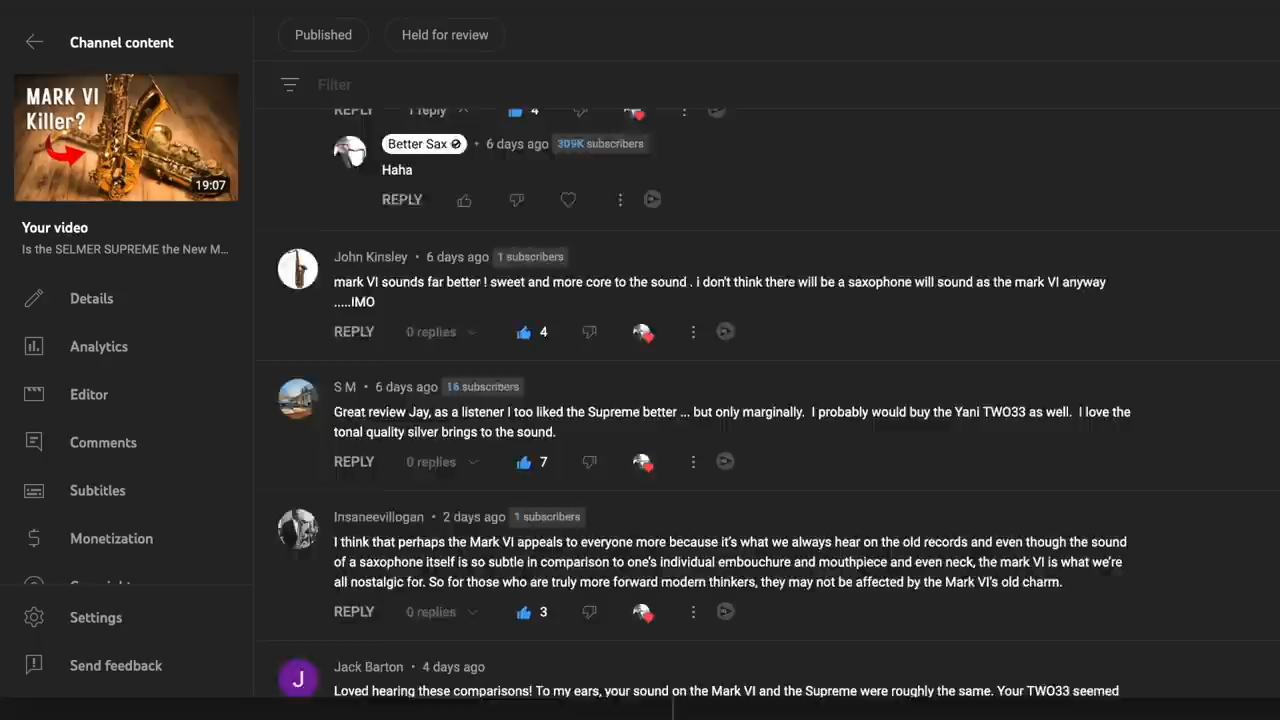 Channel content
Published
Held for review
Filter
MARK VI
Killer?
19:07
Your video
Is the SELMER SUPREME the New M...
Details
Analytics
Editor
Comments
Subtitles
Monetization
Copyright
Settings
Send feedback
REPLY 1 reply 4
Better Sax • 6 days ago 309K subscribers
Haha
REPLY
John Kinsley • 6 days ago 1 subscribers
mark VI sounds far better ! sweet and more core to the sound . i don't think there will be a saxophone will sound as the mark VI anyway
.....IMO
REPLY 0 replies 4
S M • 6 days ago 16 subscribers
Great review Jay, as a listener I too liked the Supreme better ... but only marginally. I probably would buy the Yani TWO33 as well. I love the
tonal quality silver brings to the sound.
REPLY 0 replies 7
Insaneevillogan • 2 days ago 1 subscribers
I think that perhaps the Mark VI appeals to everyone more because it's what we always hear on the old records and even though the sound
of a saxophone itself is so subtle in comparison to one's individual embouchure and mouthpiece and even neck, the mark VI is what we're
all nostalgic for. So for those who are truly more forward modern thinkers, they may not be affected by the Mark VI's old charm.
REPLY 0 replies 3
J
Jack Barton • 4 days ago
Loved hearing these comparisons! To my ears, your sound on the Mark VI and the Supreme were roughly the same. Your TWO33 seemed